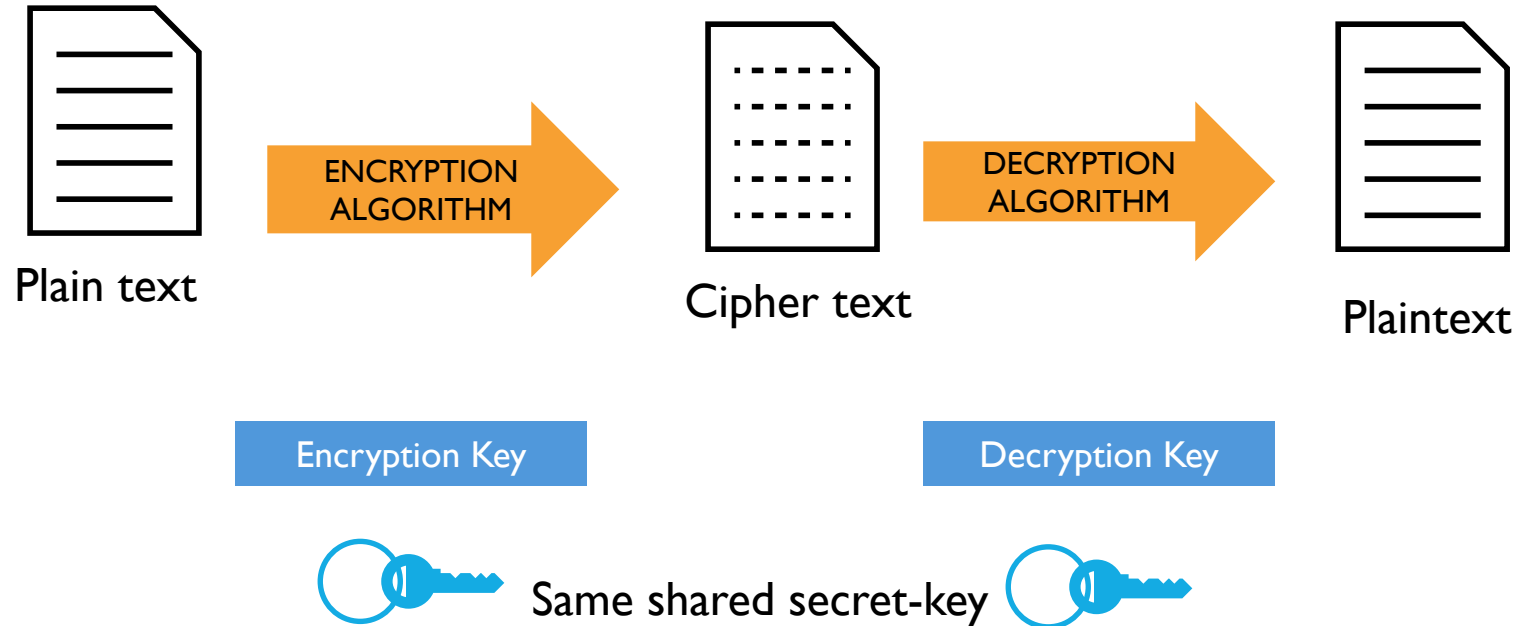 ENCRYPTION
ALGORITHM
DECRYPTION
ALGORITHM
Plain text
Cipher text
Plaintext
Encryption Key
Decryption Key
Same shared secret-key